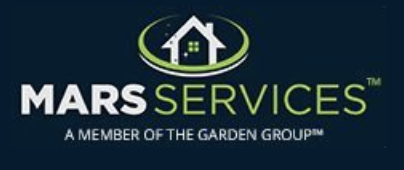 MARS SERVICES™
A MEMBER OF THE GARDEN GROUP™